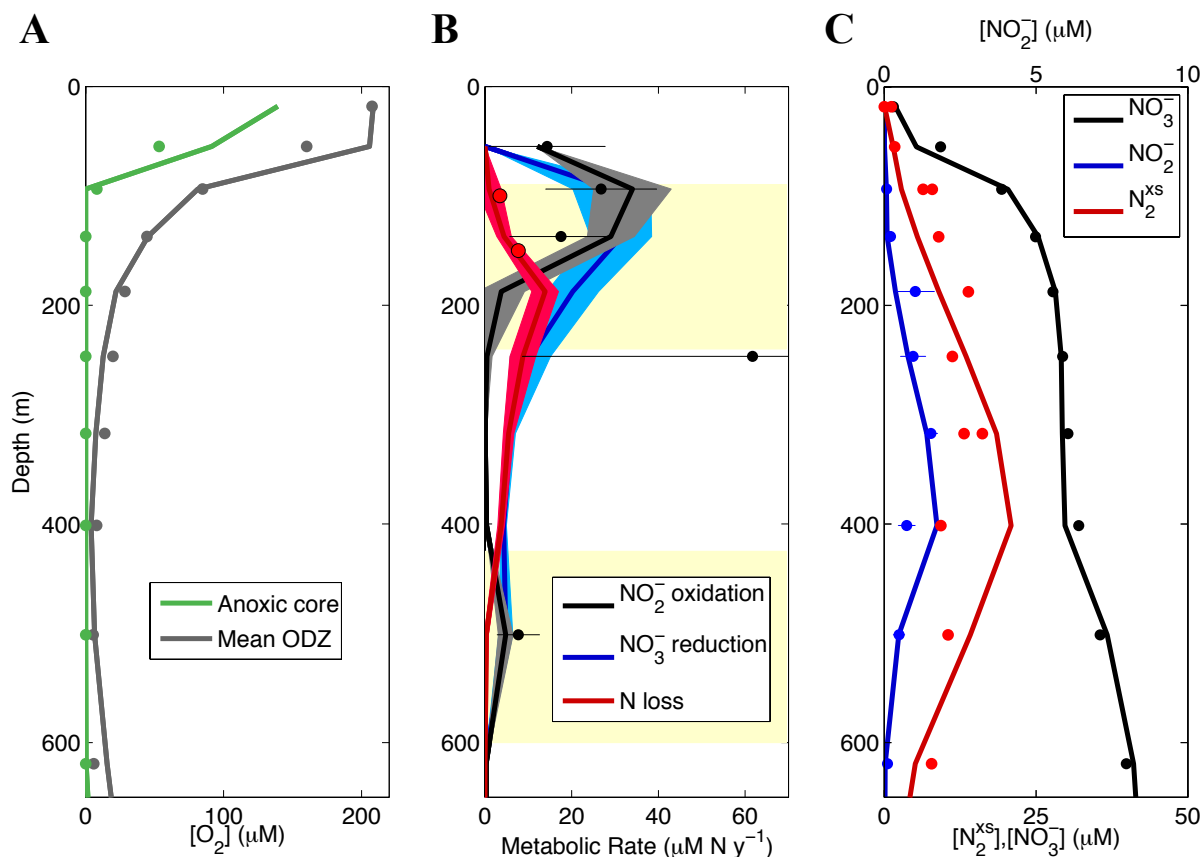 A
B
C
[NO₂⁻] (μM)
0
5
10
0
200
400
600
Depth (m)
Anoxic core
Mean ODZ
0
100
200
[O₂] (μM)
NO₂⁻ oxidation
NO₃⁻ reduction
N loss
0
20
40
60
Metabolic Rate (μM N y⁻¹)
0
200
400
600
NO₃⁻
NO₂⁻
N₂ˣˢ
0
25
50
[N₂ˣˢ],[NO₃⁻] (μM)
0
200
400
600